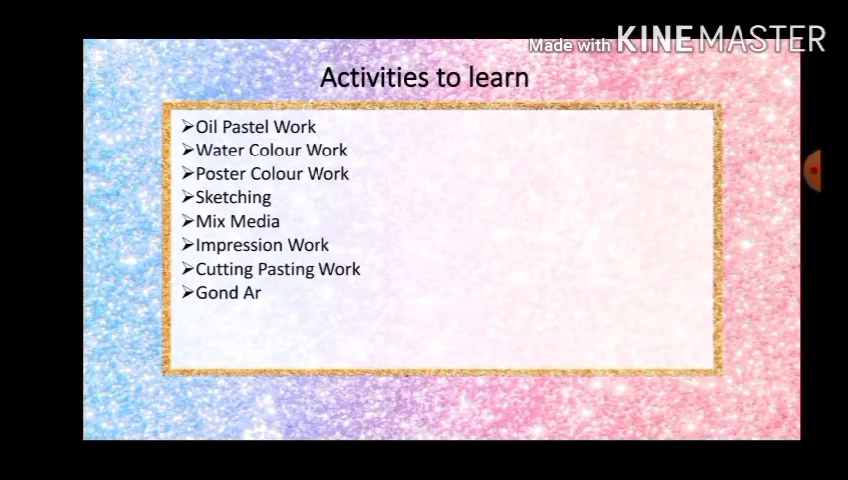 Made with KINEMASTER
Activities to learn
➢Oil Pastel Work
➢Water Colour Work
➢Poster Colour Work
➢Sketching
➢Mix Media
➢Impression Work
➢Cutting Pasting Work
➢Gond Ar